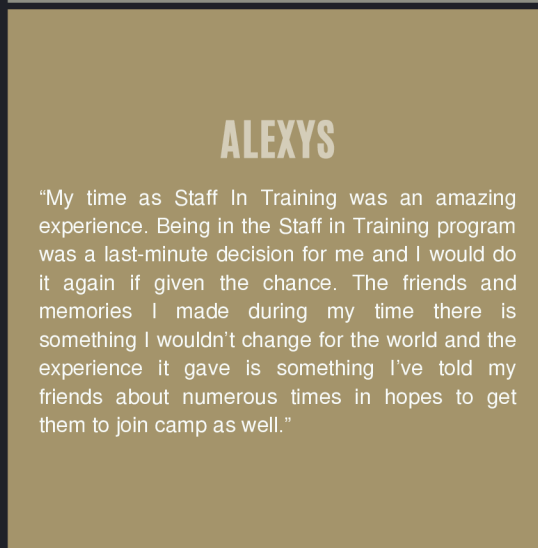 ALEXYS
“My time as Staff In Training was an amazing
experience. Being in the Staff in Training program
was a last-minute decision for me and I would do
it again if given the chance. The friends and
memories I made during my time there is
something I wouldn’t change for the world and the
experience it gave is something I’ve told my
friends about numerous times in hopes to get
them to join camp as well.”